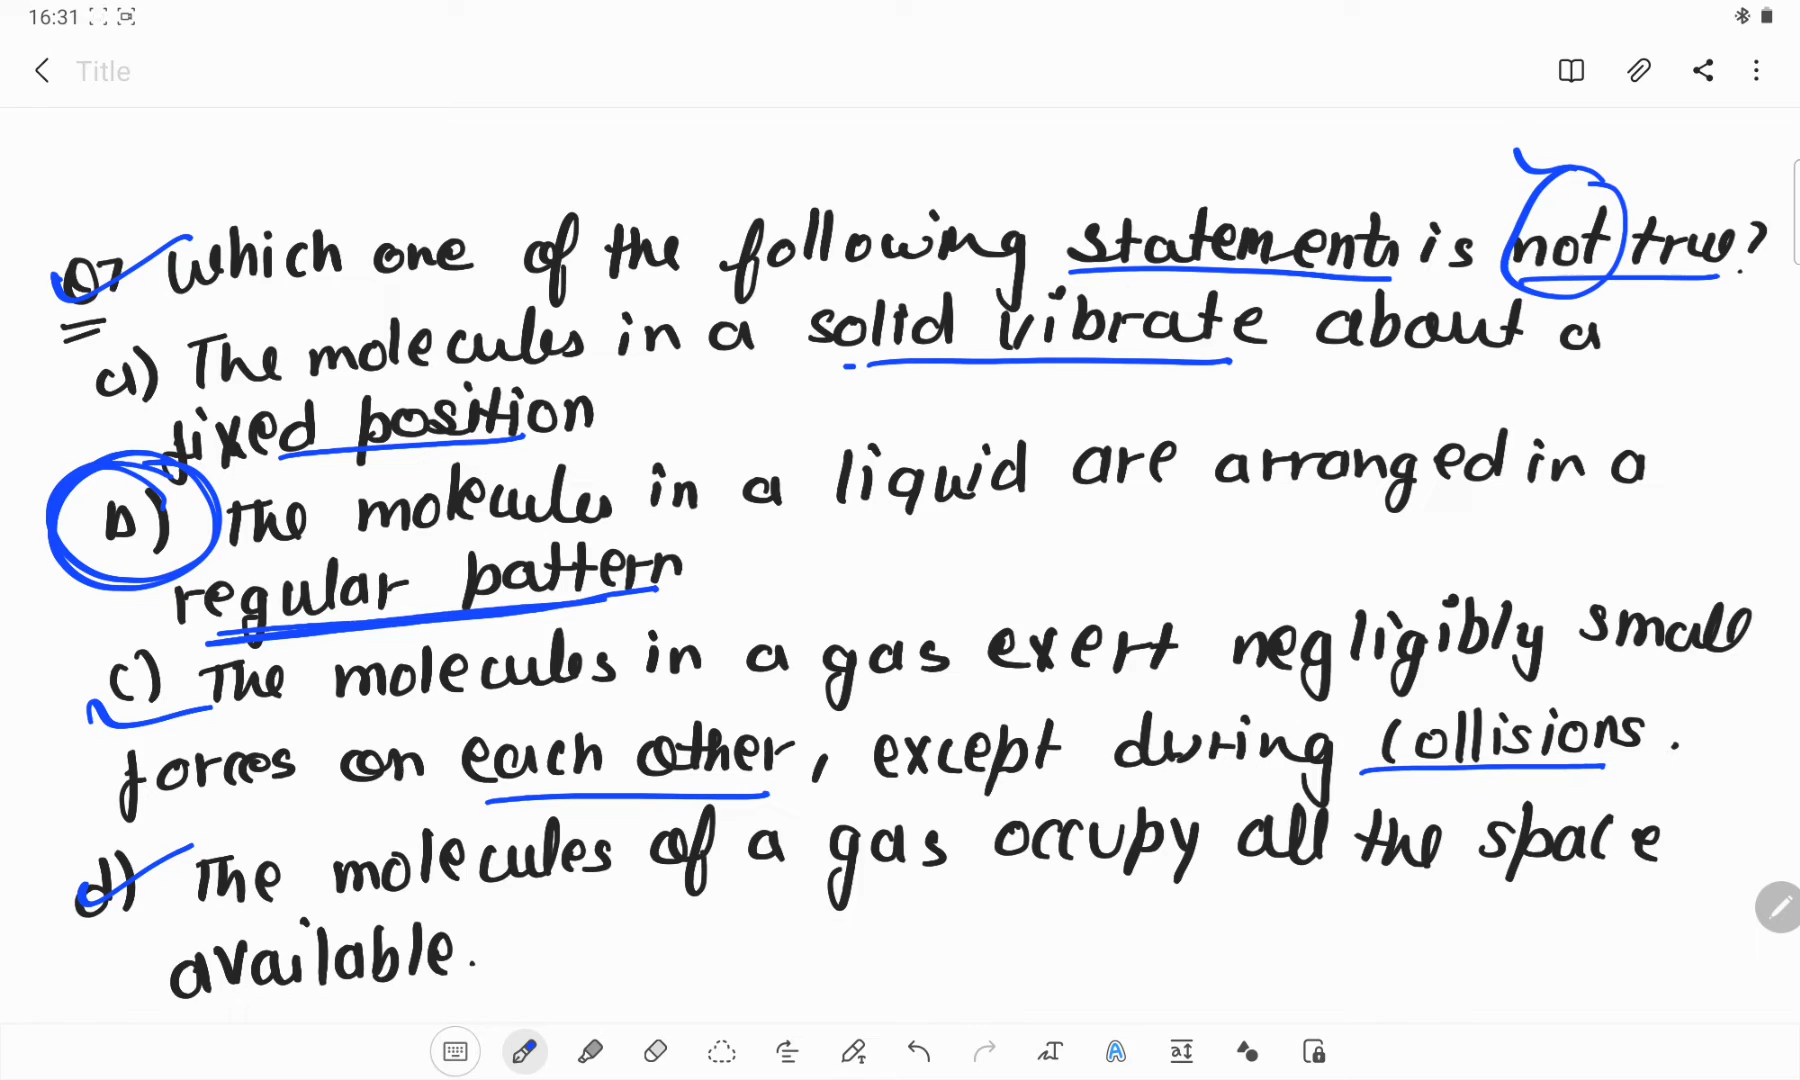 16:31
Title
Q7 Which one of the following statements is not true?
a) The molecules in a solid vibrate about a
fixed position
b) The molecules in a liquid are arranged in a
regular pattern
c) The molecules in a gas exert negligibly small
forces on each other, except during collisions.
d) The molecules of a gas occupy all the space
available.